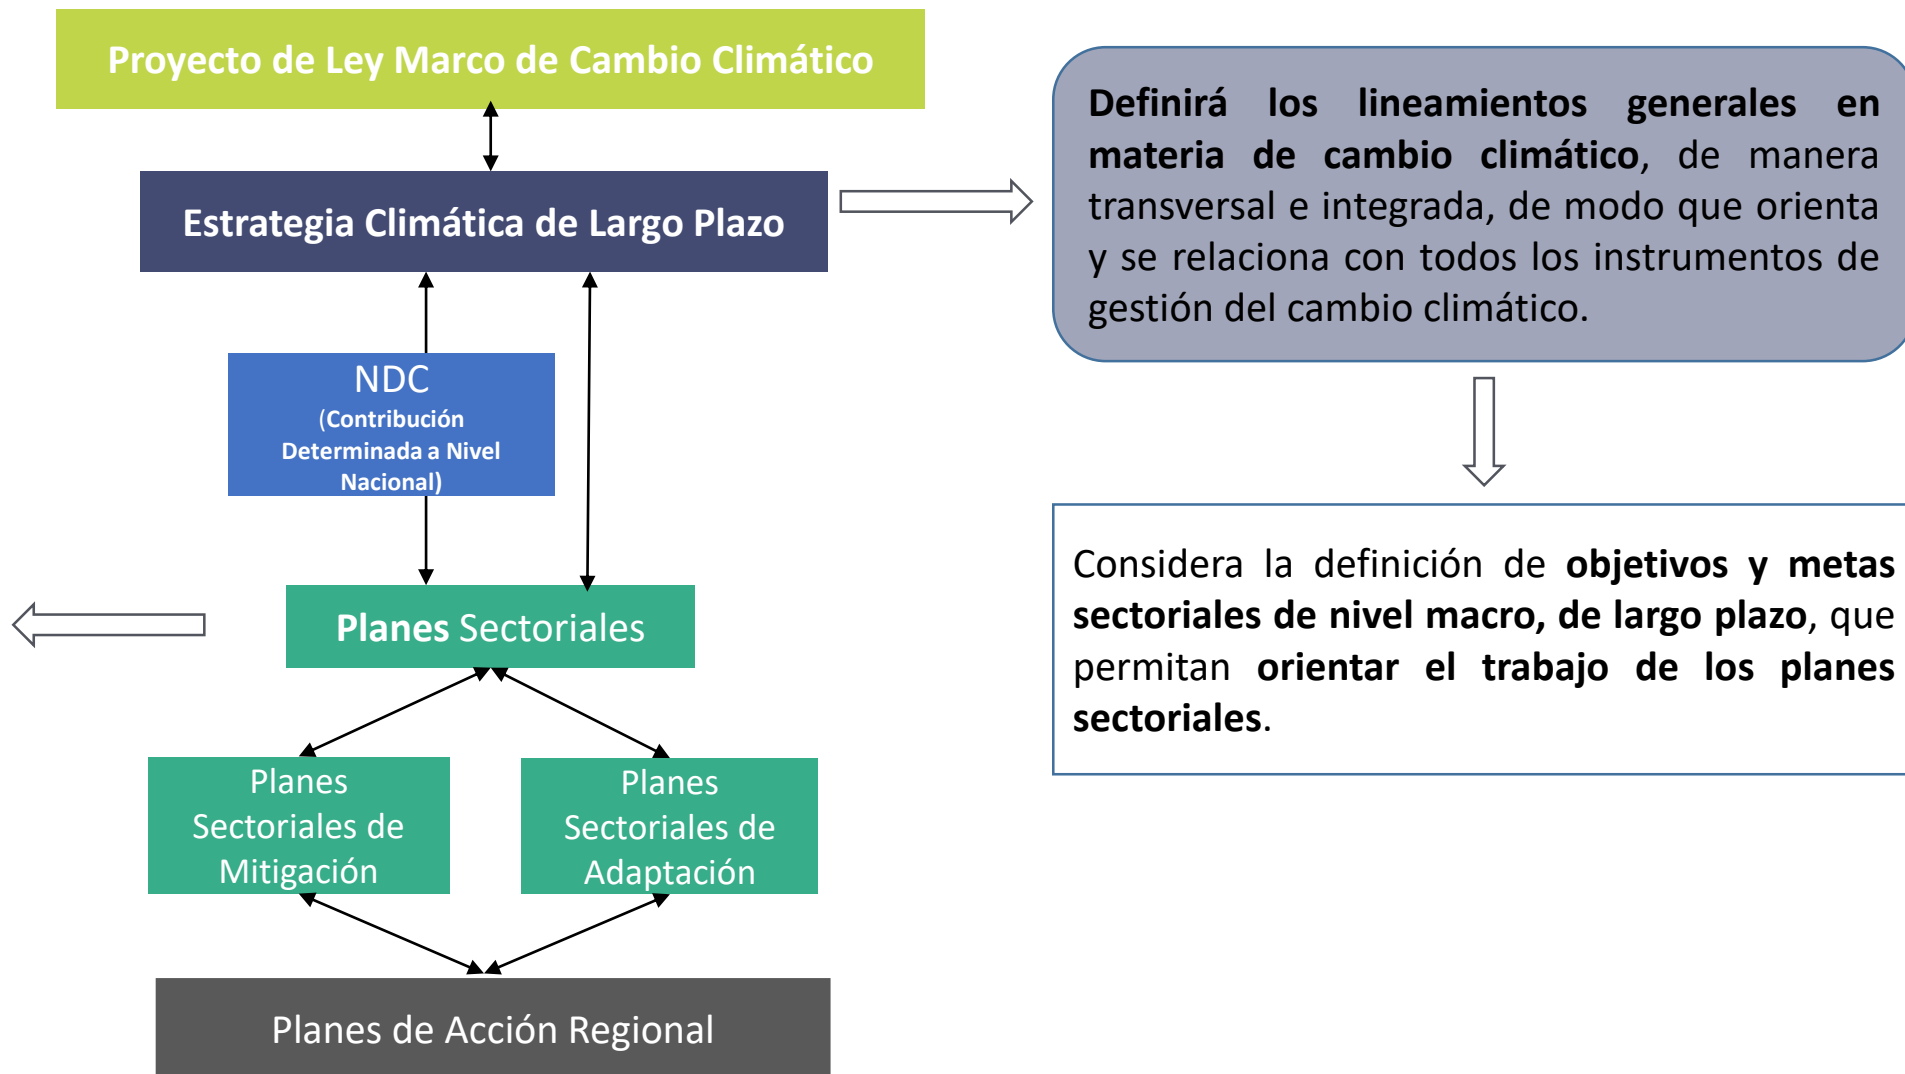 Proyecto de Ley Marco de Cambio Climático
Estrategia Climática de Largo Plazo
NDC
(Contribución
Determinada a Nivel
Nacional)
Planes Sectoriales
Planes
Sectoriales de
Mitigación
Planes
Sectoriales de
Adaptación
Planes de Acción Regional
Definirá los lineamientos generales en
materia de cambio climático, de manera
transversal e integrada, de modo que orienta
y se relaciona con todos los instrumentos de
gestión del cambio climático.
Considera la definición de objetivos y metas
sectoriales de nivel macro, de largo plazo, que
permitan orientar el trabajo de los planes
sectoriales.